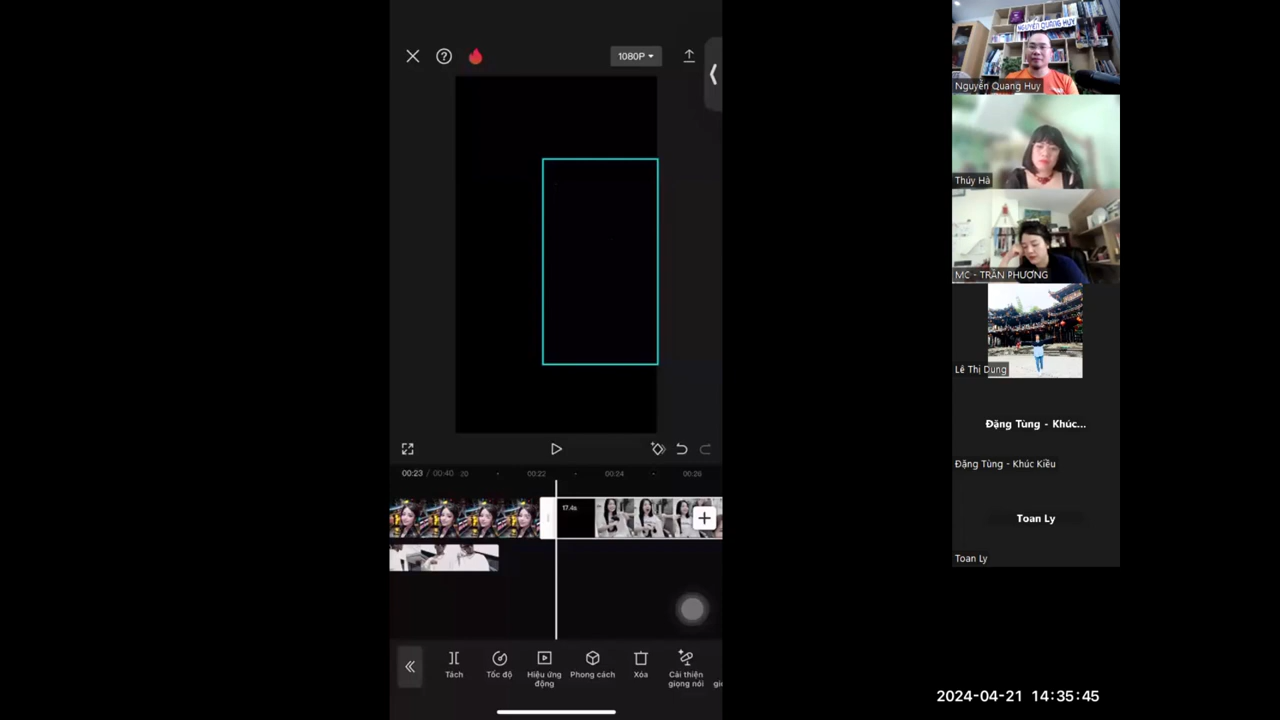 1080P
00:23 / 00:40
20
00:22
00:24
00:26
17.4s
Tách
Tốc độ
Hiệu ứng
động
Phong cách
Xóa
Cải thiện
giọng nói
NGUYỄN QUANG HUY
Nguyễn Quang Huy
Thúy Hà
MC - TRẦN PHƯƠNG
Lê Thị Dung
Đặng Tùng - Khúc...
Đặng Tùng - Khúc Kiều
Toan Ly
Toan Ly
2024-04-21 14:35:45